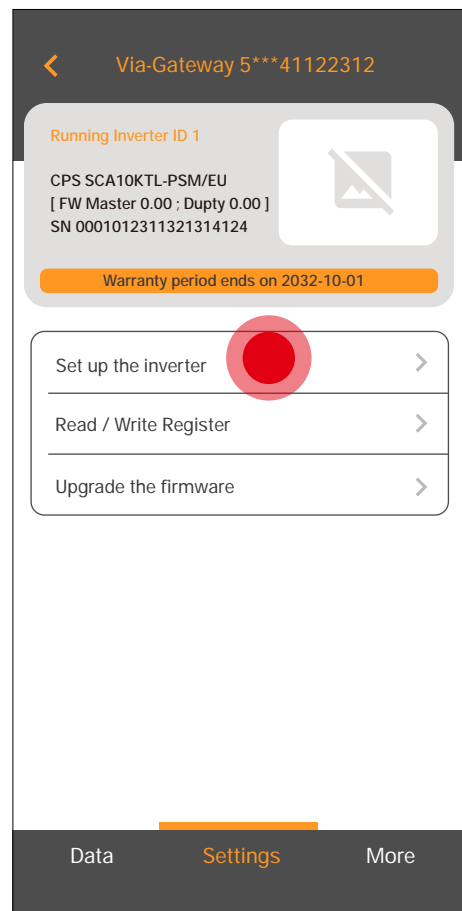 Via-Gateway 5***41122312
Running Inverter ID 1
CPS SCA10KTL-PSM/EU
[ FW Master 0.00 ; Dupty 0.00 ]
SN 0001012311321314124
Warranty period ends on 2032-10-01
Set up the inverter
Read / Write Register
Upgrade the firmware
Data Settings More